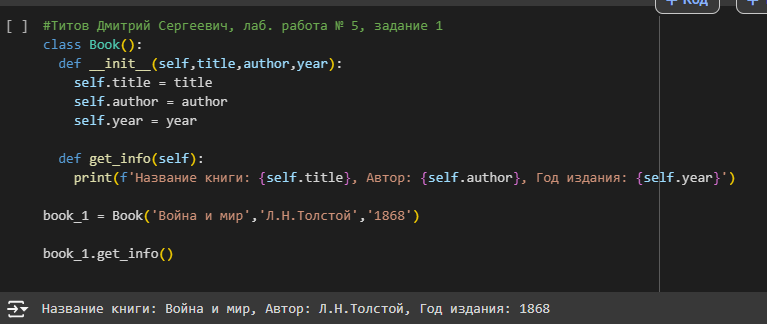 + Код
[ ] #Титов Дмитрий Сергеевич, лаб. работа № 5, задание 1
class Book():
  def __init__(self,title,author,year):
    self.title = title
    self.author = author
    self.year = year
  def get_info(self):
    print(f'Название книги: {self.title}, Автор: {self.author}, Год издания: {self.year}')
book_1 = Book('Война и мир','Л.Н.Толстой','1868')
book_1.get_info()
Название книги: Война и мир, Автор: Л.Н.Толстой, Год издания: 1868